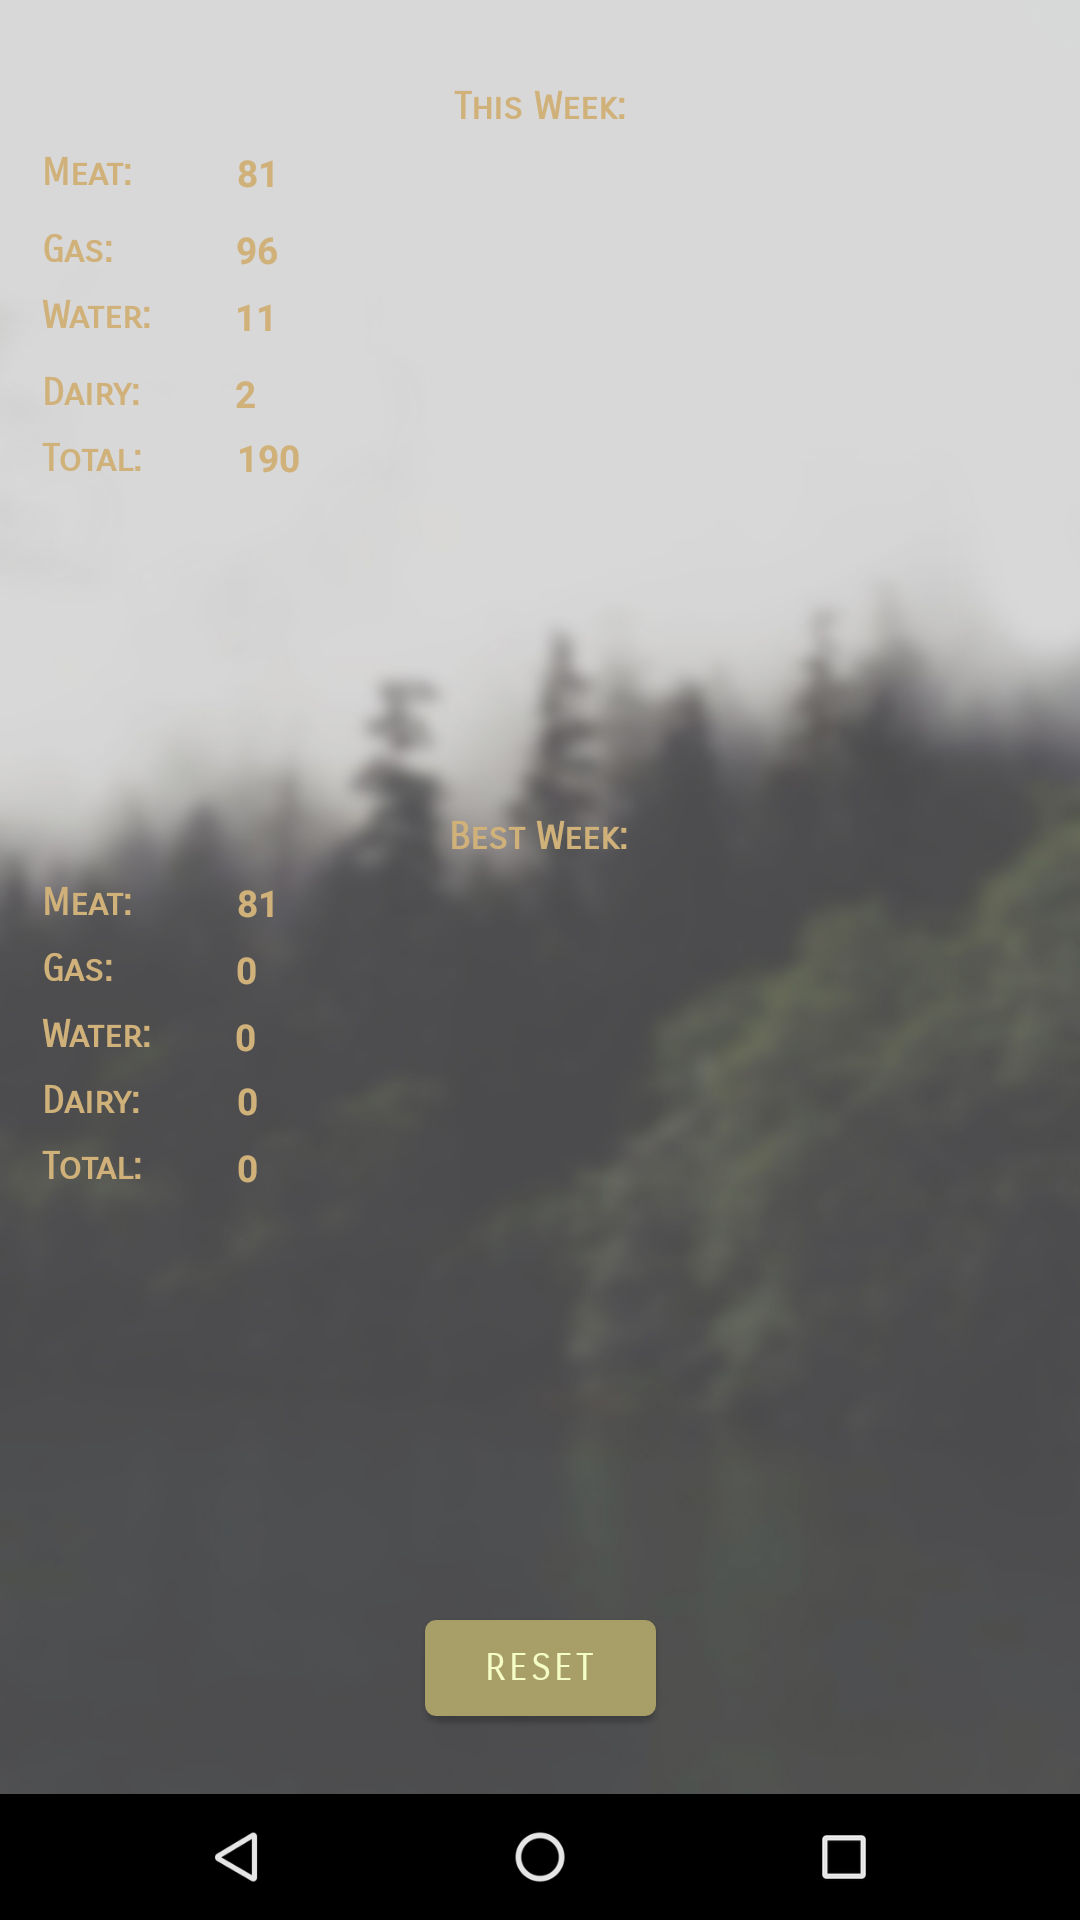 This Week:
Meat: 81
Gas: 96
Water: 11
Dairy: 2
Total: 190
Best Week:
Meat: 81
Gas: 0
Water: 0
Dairy: 0
Total: 0
RESET